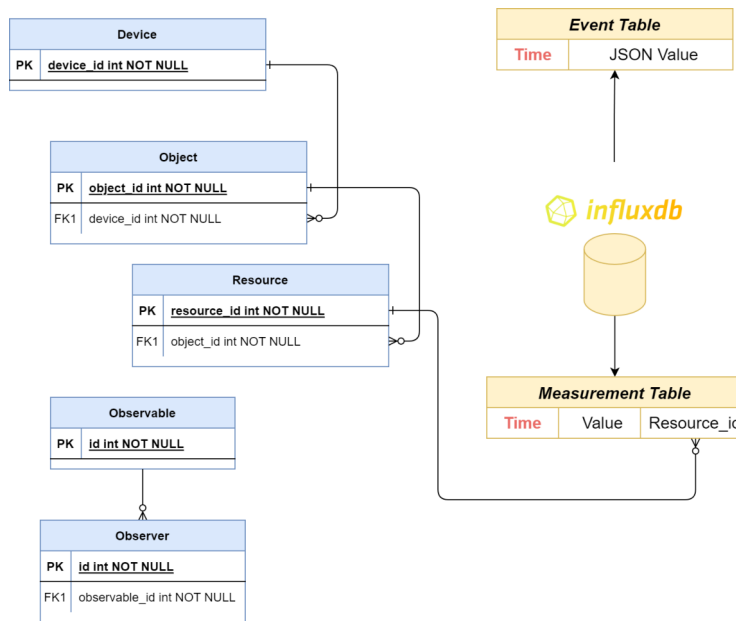 Device
PK device_id int NOT NULL
Object
PK object_id int NOT NULL
FK1 device_id int NOT NULL
Resource
PK resource_id int NOT NULL
FK1 object_id int NOT NULL
Observable
PK id int NOT NULL
Observer
PK id int NOT NULL
FK1 observable_id int NOT NULL
Event Table
Time JSON Value
influxdb
Measurement Table
Time Value Resource_id